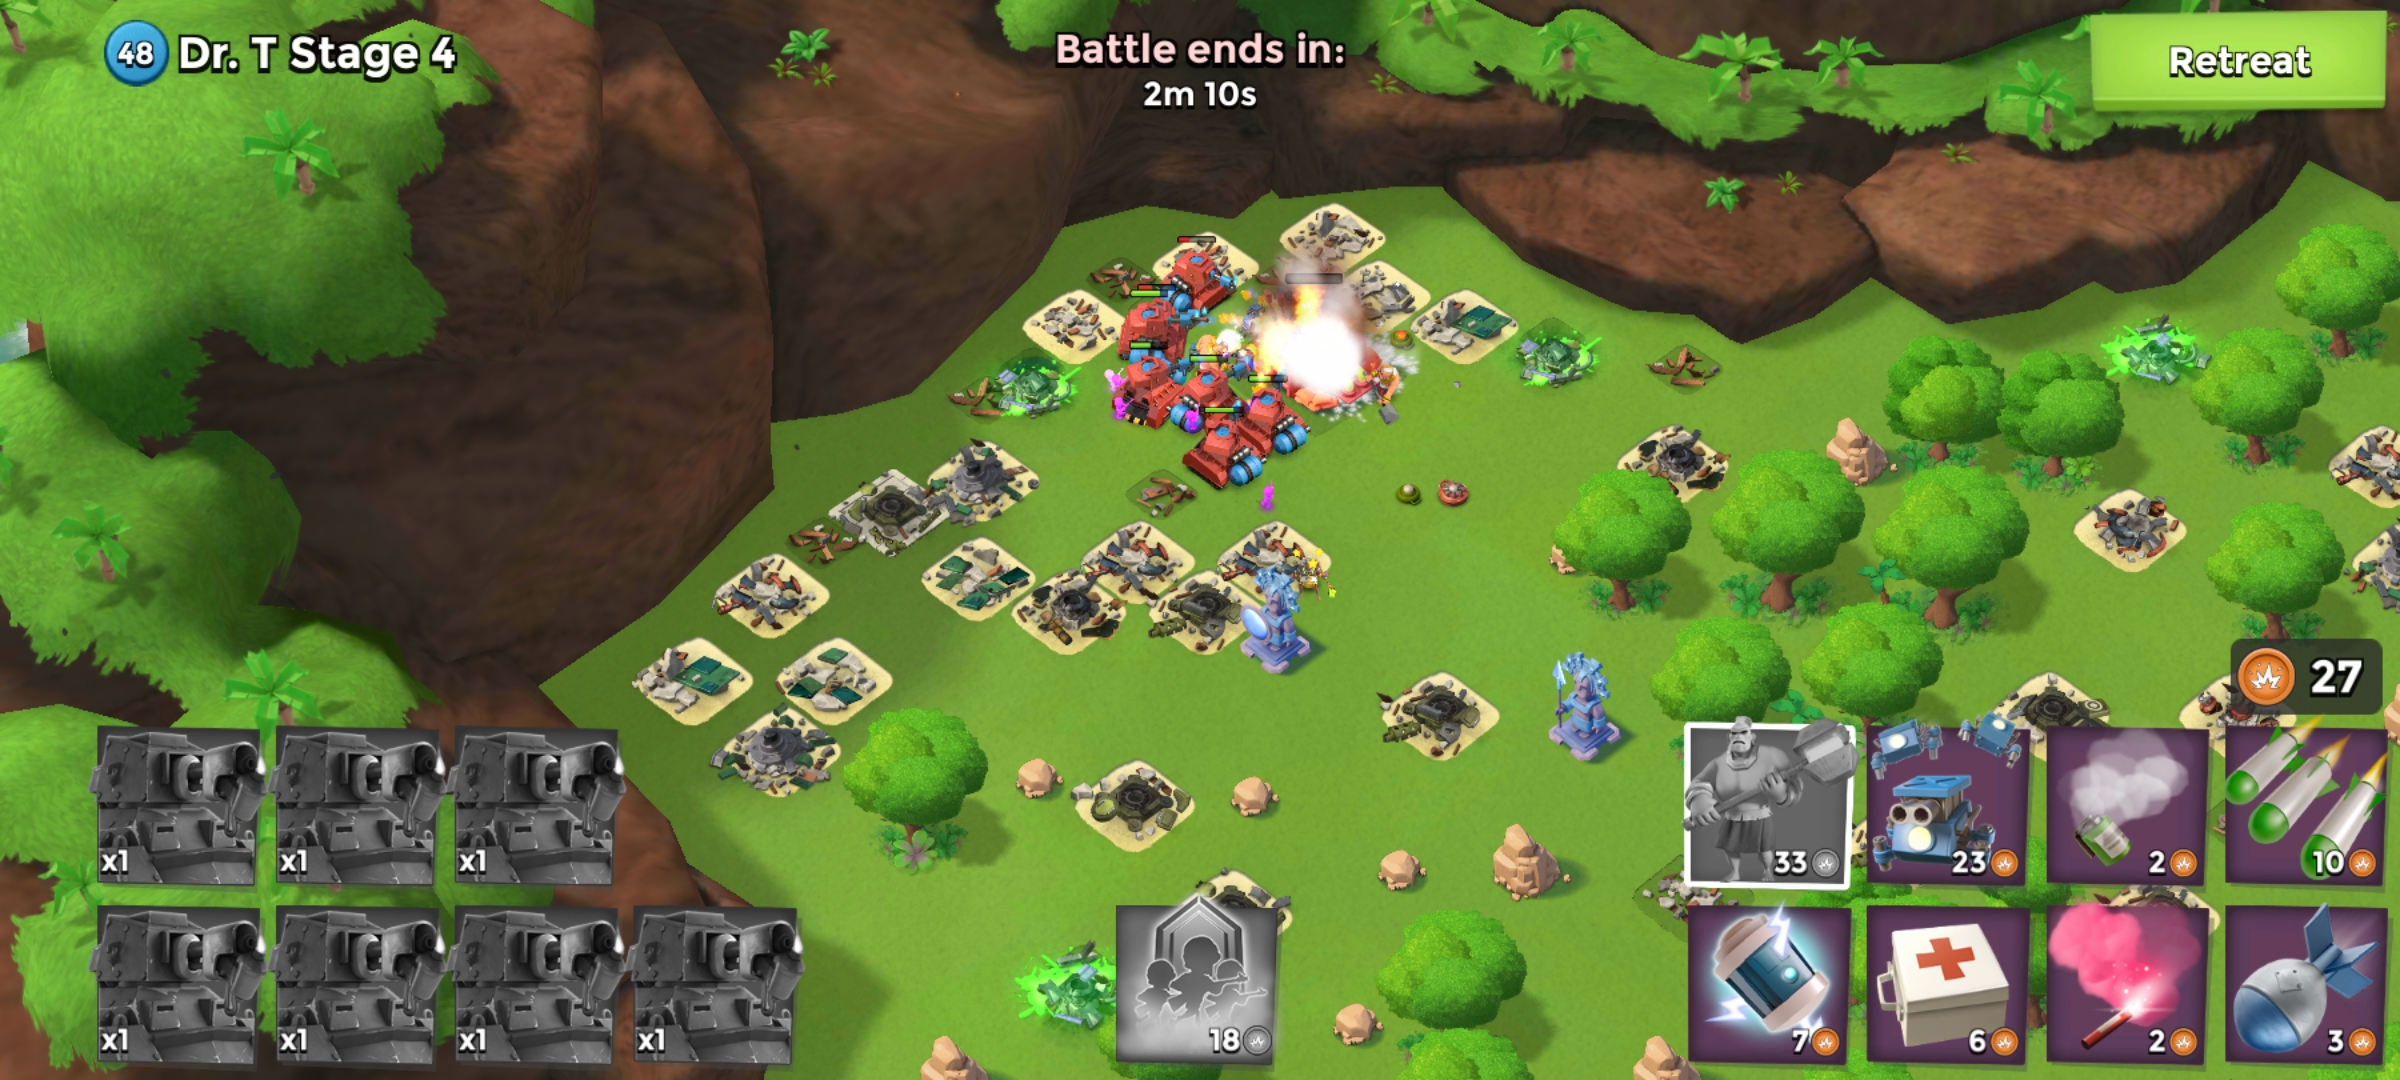 48 Dr. T Stage 4
Battle ends in:
2m 10s
Retreat
27
x1
x1
x1
33
23
2
10
x1
x1
x1
x1
18
7
6
2
3